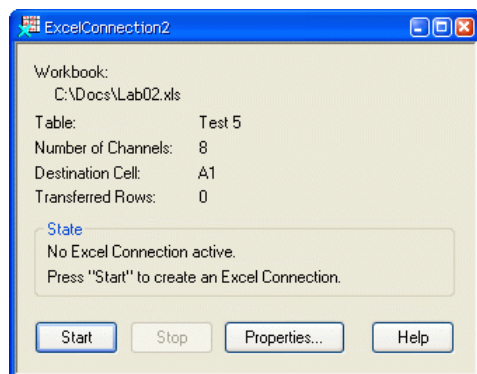 ExcelConnection2
Workbook:
C:\Docs\Lab02.xls
Table: Test 5
Number of Channels: 8
Destination Cell: A1
Transferred Rows: 0
State
No Excel Connection active.
Press "Start" to create an Excel Connection.
Start Stop Properties... Help